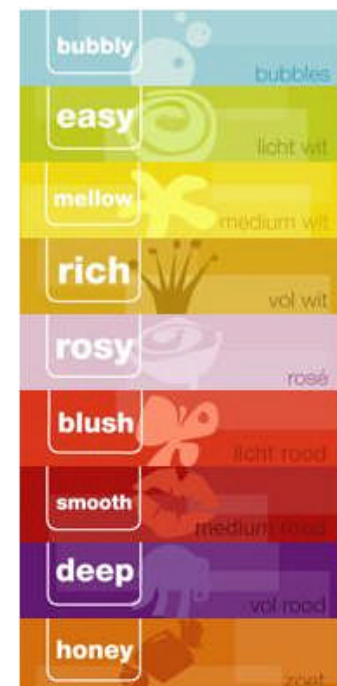 bubbly
bubbles
easy
licht wit
mellow
medium wit
rich
vol wit
rosy
rosé
blush
licht rood
smooth
medium rood
deep
vol rood
honey
zoet